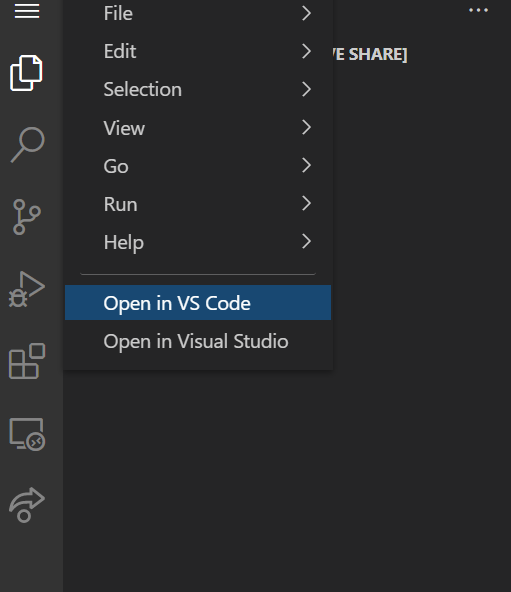 File
Edit
VE SHARE]
Selection
View
Go
Run
Help
Open in VS Code
Open in Visual Studio